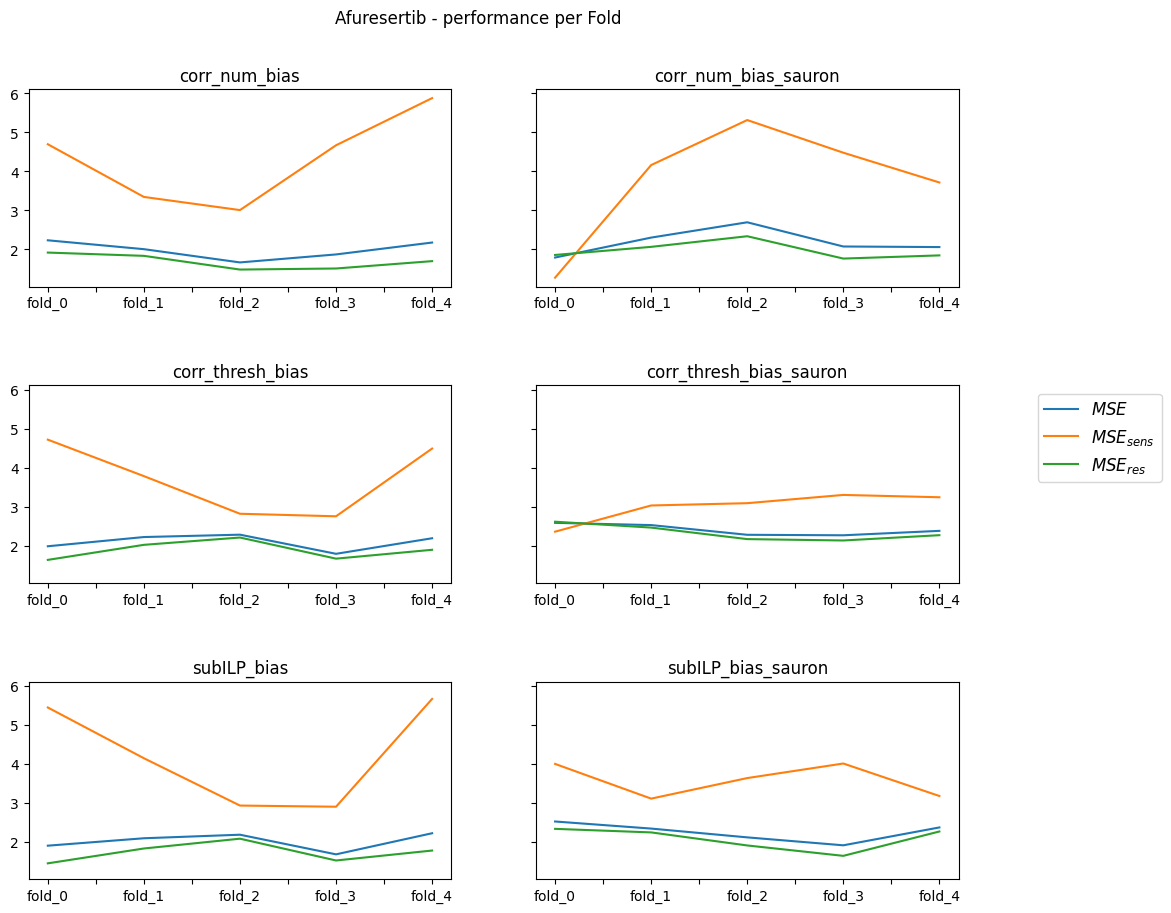 Afuresertib - performance per Fold
corr_num_bias
corr_num_bias_sauron
6
5
4
3
2
fold_0 fold_1 fold_2 fold_3 fold_4
fold_0 fold_1 fold_2 fold_3 fold_4
corr_thresh_bias
corr_thresh_bias_sauron
6
5
4
3
2
fold_0 fold_1 fold_2 fold_3 fold_4
fold_0 fold_1 fold_2 fold_3 fold_4
MSE
MSE_sens
MSE_res
subILP_bias
subILP_bias_sauron
6
5
4
3
2
fold_0 fold_1 fold_2 fold_3 fold_4
fold_0 fold_1 fold_2 fold_3 fold_4